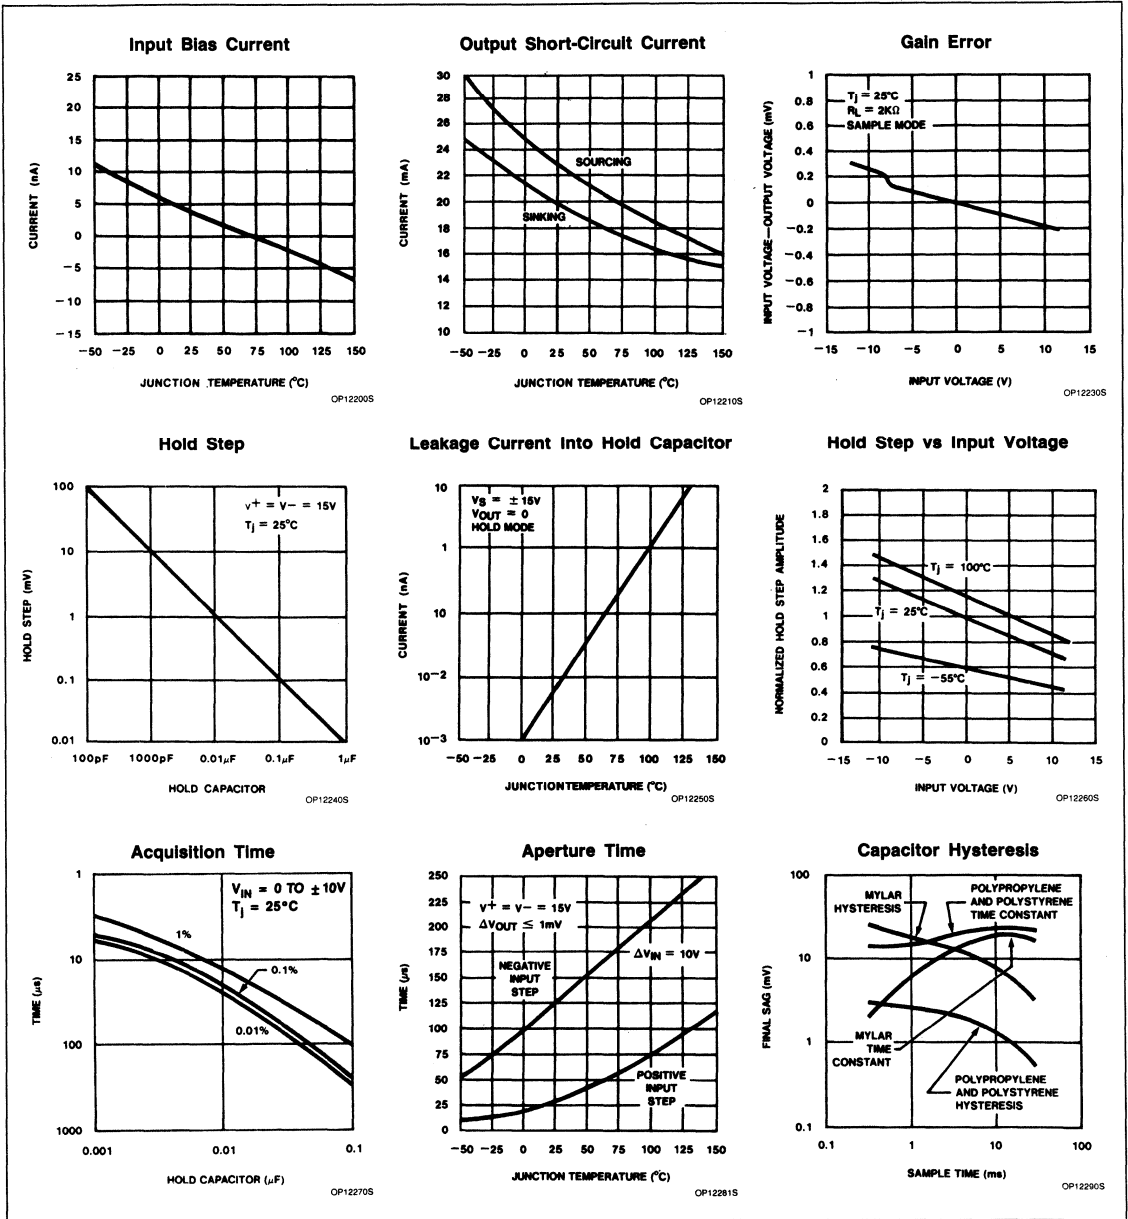 Input Bias Current
25
20
15
10
5
0
−5
−10
−15
CURRENT (nA)
−50 −25 0 25 50 75 100 125 150
JUNCTION TEMPERATURE (°C)
OP12200S
Output Short-Circuit Current
30
28
26
24
22
20
18
16
14
12
10
CURRENT (mA)
SOURCING
SINKING
−50 −25 0 25 50 75 100 125 150
JUNCTION TEMPERATURE (°C)
OP12210S
Gain Error
1
0.8
0.6
0.4
0.2
0
−0.2
−0.4
−0.6
−0.8
−1
INPUT VOLTAGE—OUTPUT VOLTAGE (mV)
Tj = 25°C
RL = 2KΩ
SAMPLE MODE
−15 −10 −5 0 5 10 15
INPUT VOLTAGE (V)
OP12230S
Hold Step
100
10
1
0.1
0.01
HOLD STEP (mV)
V+ = V− = 15V
Tj = 25°C
100pF 1000pF 0.01μF 0.1μF 1μF
HOLD CAPACITOR
OP12240S
Leakage Current Into Hold Capacitor
10
1
10
10−2
10−3
CURRENT (nA)
VS = ±15V
VOUT = 0
HOLD MODE
−50 −25 0 25 50 75 100 125 150
JUNCTION TEMPERATURE (°C)
OP12250S
Hold Step vs Input Voltage
2
1.8
1.6
1.4
1.2
1
0.8
0.6
0.4
0.2
0
NORMALIZED HOLD STEP AMPLITUDE
Tj = 100°C
Tj = 25°C
Tj = −55°C
−15 −10 −5 0 5 10 15
INPUT VOLTAGE (V)
OP12260S
Acquisition Time
1
10
100
1000
TIME (μs)
VIN = 0 TO ±10V
Tj = 25°C
1%
0.1%
0.01%
0.001 0.01 0.1
HOLD CAPACITOR (μF)
OP12270S
Aperture Time
250
225
200
175
150
125
100
75
50
25
0
TIME (μs)
V+ = V− = 15V
ΔVOUT ≤ 1mV
ΔVIN = 10V
NEGATIVE
INPUT
STEP
POSITIVE
INPUT
STEP
−50 −25 0 25 50 75 100 125 150
JUNCTION TEMPERATURE (°C)
OP12281S
Capacitor Hysteresis
100
10
1
0.1
FINAL SAG (mV)
MYLAR
HYSTERESIS
POLYPROPYLENE
AND POLYSTYRENE
TIME CONSTANT
MYLAR
TIME
CONSTANT
POLYPROPYLENE
AND POLYSTYRENE
HYSTERESIS
0.1 1 10 100
SAMPLE TIME (ms)
OP12290S